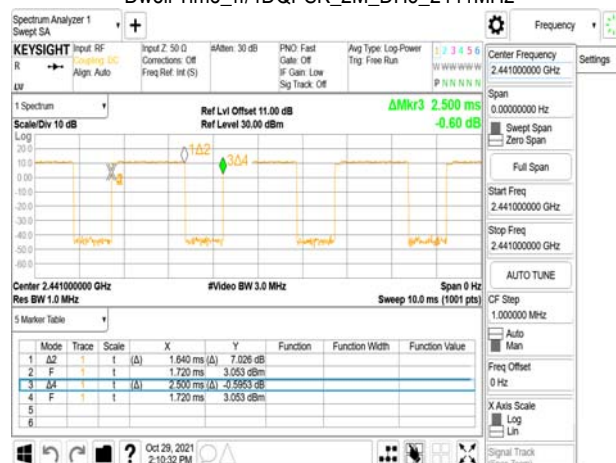 Spectrum Analyzer 1
Swept SA
Frequency
Settings
KEYSIGHT
R
Input: RF
Coupling: DC
Align: Auto
Input Z: 50 Ω
Corrections: Off
Freq Ref: Int (S)
#Atten: 30 dB
PNO: Fast
Gate: Off
IF Gain: Low
Sig Track: Off
Avg Type: Log-Power
Trig: Free Run
1 2 3 4 5 6
W W W W W W
P N N N N N
1 Spectrum
Scale/Div 10 dB
Log
Ref Lvl Offset 11.00 dB
Ref Level 30.00 dBm
ΔMkr3 2.500 ms
-0.60 dB
20.0
10.0
0.00
-10.0
-20.0
-30.0
-40.0
-50.0
-60.0
1Δ2
3Δ4
Center 2.441000000 GHz
Res BW 1.0 MHz
#Video BW 3.0 MHz
Span 0 Hz
Sweep 10.0 ms (1001 pts)
5 Marker Table
Mode Trace Scale X Y Function Function Width Function Value
1 Δ2 1 t (Δ) 1.640 ms (Δ) 7.026 dB
2 F 1 t 1.720 ms 3.053 dBm
3 Δ4 1 t (Δ) 2.500 ms (Δ) -0.5953 dB
4 F 1 t 1.720 ms 3.053 dBm
5
6
Oct 29, 2021
2:10:32 PM
Center Frequency
2.441000000 GHz
Span
0.00000000 Hz
Swept Span
Zero Span
Full Span
Start Freq
2.441000000 GHz
Stop Freq
2.441000000 GHz
AUTO TUNE
CF Step
1.000000 MHz
Auto
Man
Freq Offset
0 Hz
X Axis Scale
Log
Lin
Signal Track